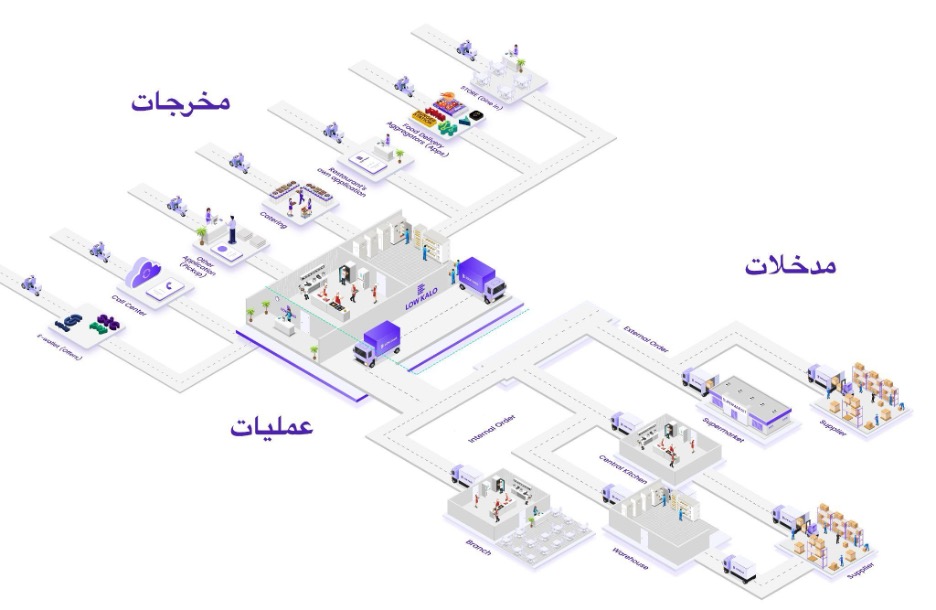 مخرجات
STORE (Dine in)
Food Delivery
Aggregators (Apps)
Restaurant's
own application
Catering
Other
Application
(Pickup)
Call Center
E-wallet (Offers)
LOW KALO
مدخلات
عمليات
External Order
Internal Order
Supermarket
Supplier
Central Kitchen
Branch
Warehouse
Supplier